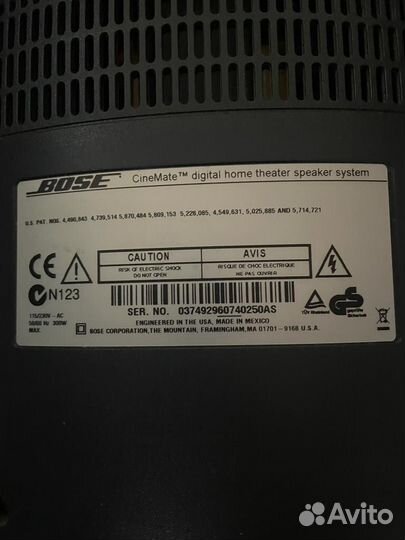 BOSE CineMate™ digital home theater speaker system
U.S. PAT. NOS. 4,490,843 4,739,514 5,870,484 5,809,153 5,228,085, 4,549,631, 5,025,885 AND 5,714,721
CE
CAUTION AVIS
RISK OF ELECTRIC SHOCK RISQUE DE CHOC ELECTRIQUE
DO NOT OPEN NE PAS OUVRIR
N123
SER. NO. 037492960740250AS
115/230V ~ AC
50/60 Hz 300W
MAX.
ENGINEERED IN THE USA, MADE IN MEXICO
BOSE CORPORATION, THE MOUNTAIN, FRAMINGHAM, MA 01701 - 9168 U.S.A.
TÜV Rheinland
geprüfte Sicherheit
Avito